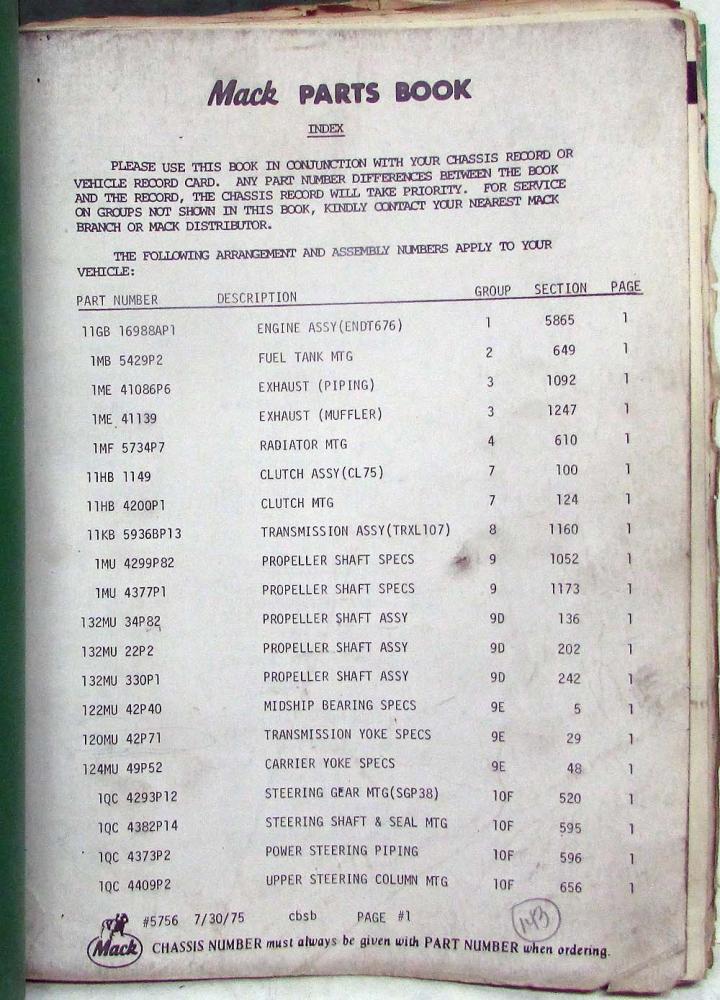 Mack PARTS BOOK
INDEX
PLEASE USE THIS BOOK IN CONJUNCTION WITH YOUR CHASSIS RECORD OR
VEHICLE RECORD CARD. ANY PART NUMBER DIFFERENCES BETWEEN THE BOOK
AND THE RECORD, THE CHASSIS RECORD WILL TAKE PRIORITY. FOR SERVICE
ON GROUPS NOT SHOWN IN THIS BOOK, KINDLY CONTACT YOUR NEAREST MACK
BRANCH OR MACK DISTRIBUTOR.
THE FOLLOWING ARRANGEMENT AND ASSEMBLY NUMBERS APPLY TO YOUR
VEHICLE:
PART NUMBER DESCRIPTION GROUP SECTION PAGE
11GB 16988AP1 ENGINE ASSY(ENDT676) 1 5865 1
1MB 5429P2 FUEL TANK MTG 2 649 1
1ME 41086P6 EXHAUST (PIPING) 3 1092 1
1ME 41139 EXHAUST (MUFFLER) 3 1247 1
1MF 5734P7 RADIATOR MTG 4 610 1
11HB 1149 CLUTCH ASSY(CL75) 7 100 1
11HB 4200P1 CLUTCH MTG 7 124 1
11KB 5936BP13 TRANSMISSION ASSY(TRXL107) 8 1160 1
1MU 4299P82 PROPELLER SHAFT SPECS 9 1052 1
1MU 4377P1 PROPELLER SHAFT SPECS 9 1173 1
132MU 34P82 PROPELLER SHAFT ASSY 9D 136 1
132MU 22P2 PROPELLER SHAFT ASSY 9D 202 1
132MU 330P1 PROPELLER SHAFT ASSY 9D 242 1
122MU 42P40 MIDSHIP BEARING SPECS 9E 5 1
120MU 42P71 TRANSMISSION YOKE SPECS 9E 29 1
124MU 49P52 CARRIER YOKE SPECS 9E 48 1
1QC 4293P12 STEERING GEAR MTG(SGP38) 10F 520 1
1QC 4382P14 STEERING SHAFT & SEAL MTG 10F 595 1
1QC 4373P2 POWER STEERING PIPING 10F 596 1
1QC 4409P2 UPPER STEERING COLUMN MTG 10F 656 1
#5756 7/30/75 cbsb PAGE #1 143
Mack CHASSIS NUMBER must always be given with PART NUMBER when ordering.